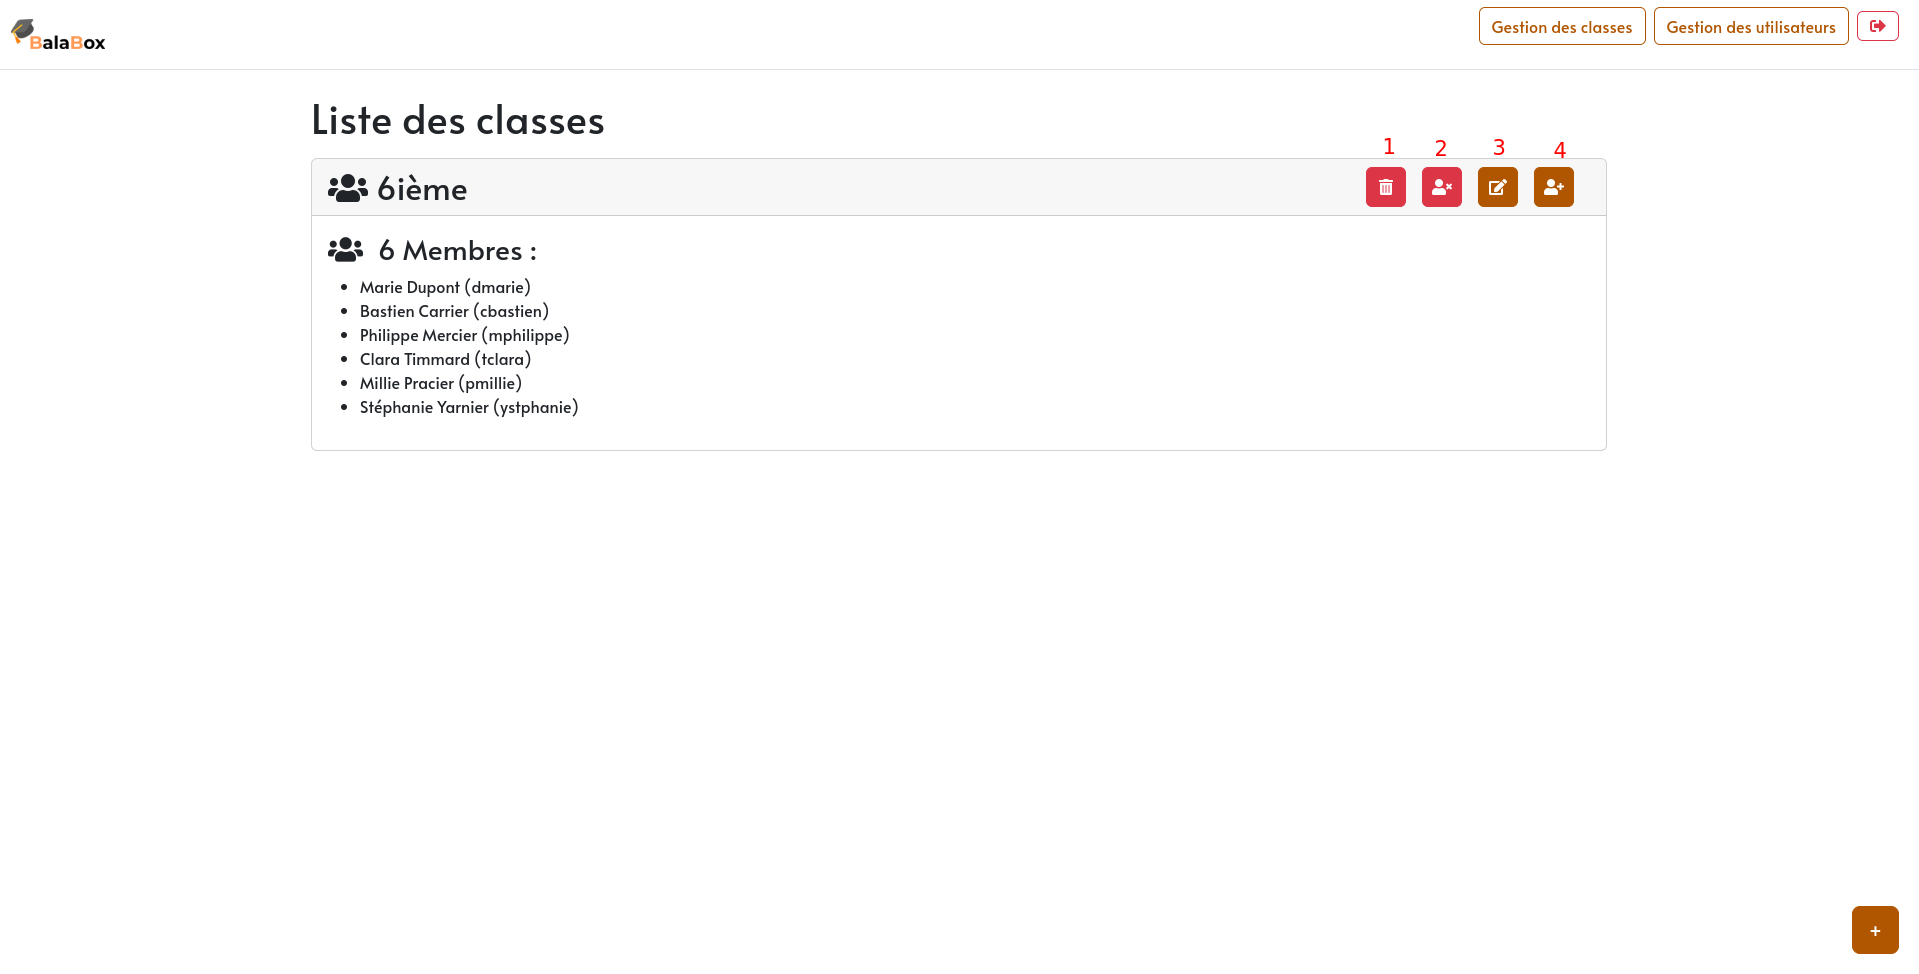 BalaBox
Gestion des classes
Gestion des utilisateurs
Liste des classes
1 2 3 4
6ième
6 Membres :
Marie Dupont (dmarie)
Bastien Carrier (cbastien)
Philippe Mercier (mphilippe)
Clara Timmard (tclara)
Millie Pracier (pmillie)
Stéphanie Yarnier (ystphanie)
+